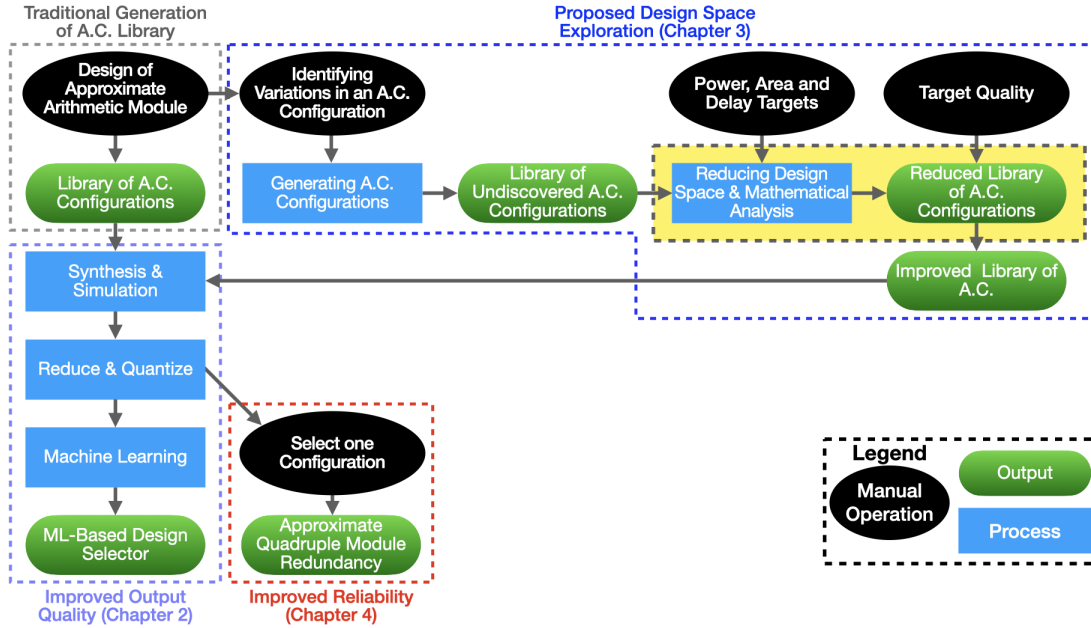 Traditional Generation
of A.C. Library
Proposed Design Space
Exploration (Chapter 3)
Design of
Approximate
Arithmetic Module
Identifying
Variations in an A.C.
Configuration
Power, Area and
Delay Targets
Target Quality
Library of A.C.
Configurations
Generating A.C.
Configurations
Library of
Undiscovered A.C.
Configurations
Reducing Design
Space & Mathematical
Analysis
Reduced Library
of A.C.
Configurations
Synthesis &
Simulation
Improved Library of
A.C.
Reduce & Quantize
Machine Learning
Select one
Configuration
ML-Based Design
Selector
Approximate
Quadruple Module
Redundancy
Improved Output
Quality (Chapter 2)
Improved Reliability
(Chapter 4)
Legend
Manual
Operation
Output
Process